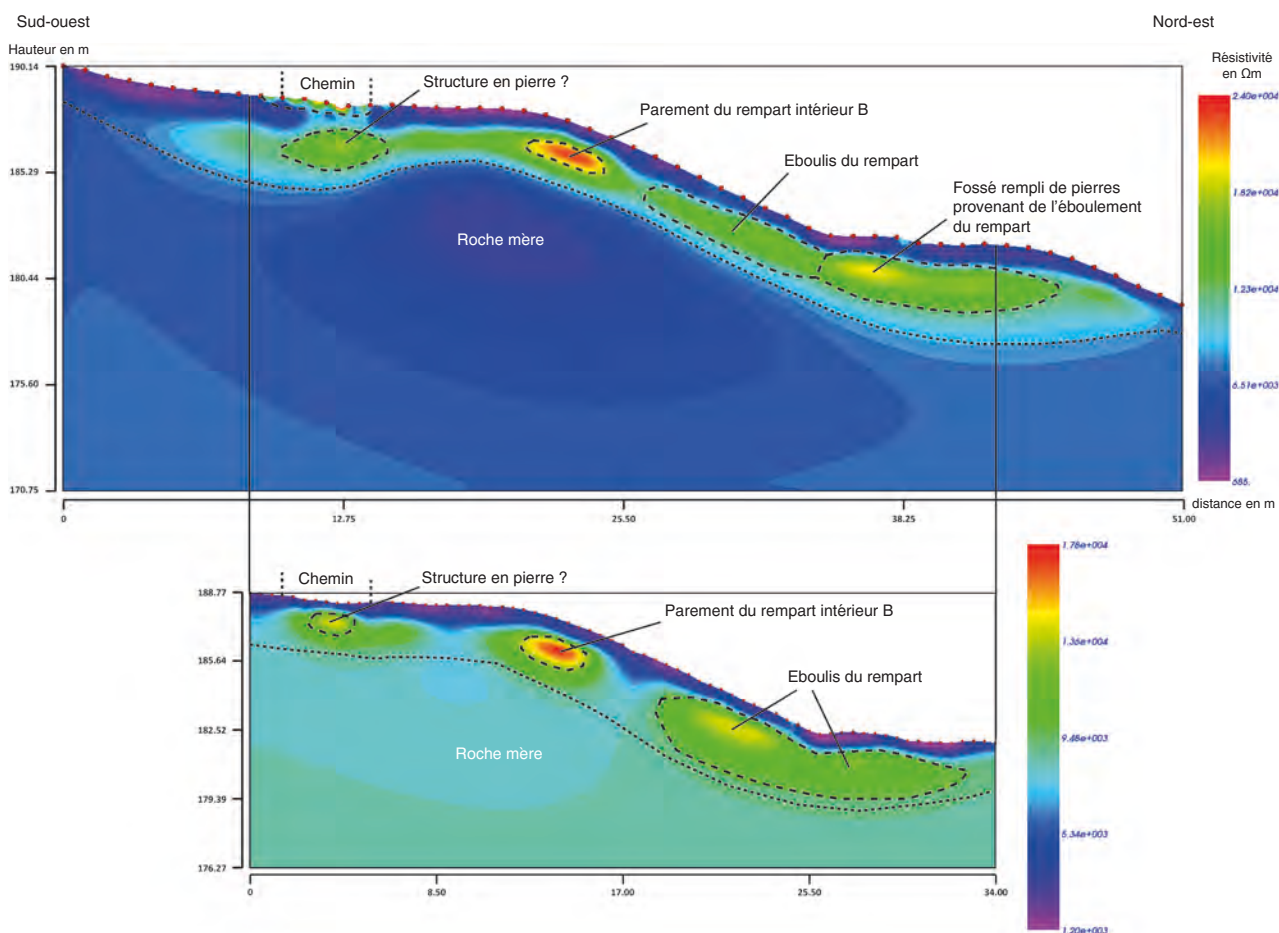 Sud-ouest
Nord-est
Hauteur en m
Résistivité
en Ωm
190.14
185.29
180.44
175.60
170.75
Chemin
Structure en pierre ?
Parement du rempart intérieur B
Eboulis du rempart
Fossé rempli de pierres
provenant de l'éboulement
du rempart
Roche mère
2.40e+004
1.82e+004
1.23e+004
6.51e+003
685.
0
12.75
25.50
38.25
51.00
distance en m
Chemin
Structure en pierre ?
Parement du rempart intérieur B
Eboulis du rempart
Roche mère
188.77
185.64
182.52
179.39
176.27
0
8.50
17.00
25.50
34.00
1.78e+004
1.36e+004
9.48e+003
5.34e+003
1.20e+003